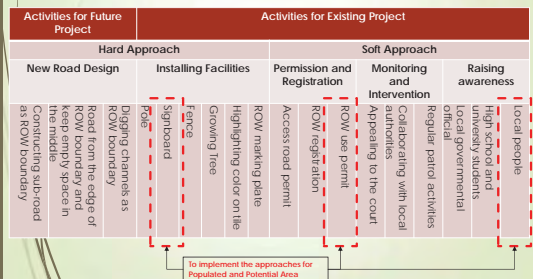 Activities for Future
Project
Activities for Existing Project
Hard Approach
Soft Approach
New Road Design
Installing Facilities
Permission and
Registration
Monitoring
and
Intervention
Raising
awareness
Constructing sub-road
as ROW boundary
Road from the edge of
ROW boundary and
keep empty space in
the middle
Digging channels as
ROW boundary
Pole
Signboard
Fence
Growing Tree
Highlighting color on tile
ROW marking plate
Access road permit
ROW registration
ROW use permit
Appealing to the court
Collaborating with local
authorities
Regular patrol activities
Local governmental
official
High school and
University students
Local people
To implement the approaches for
Populated and Potential Area